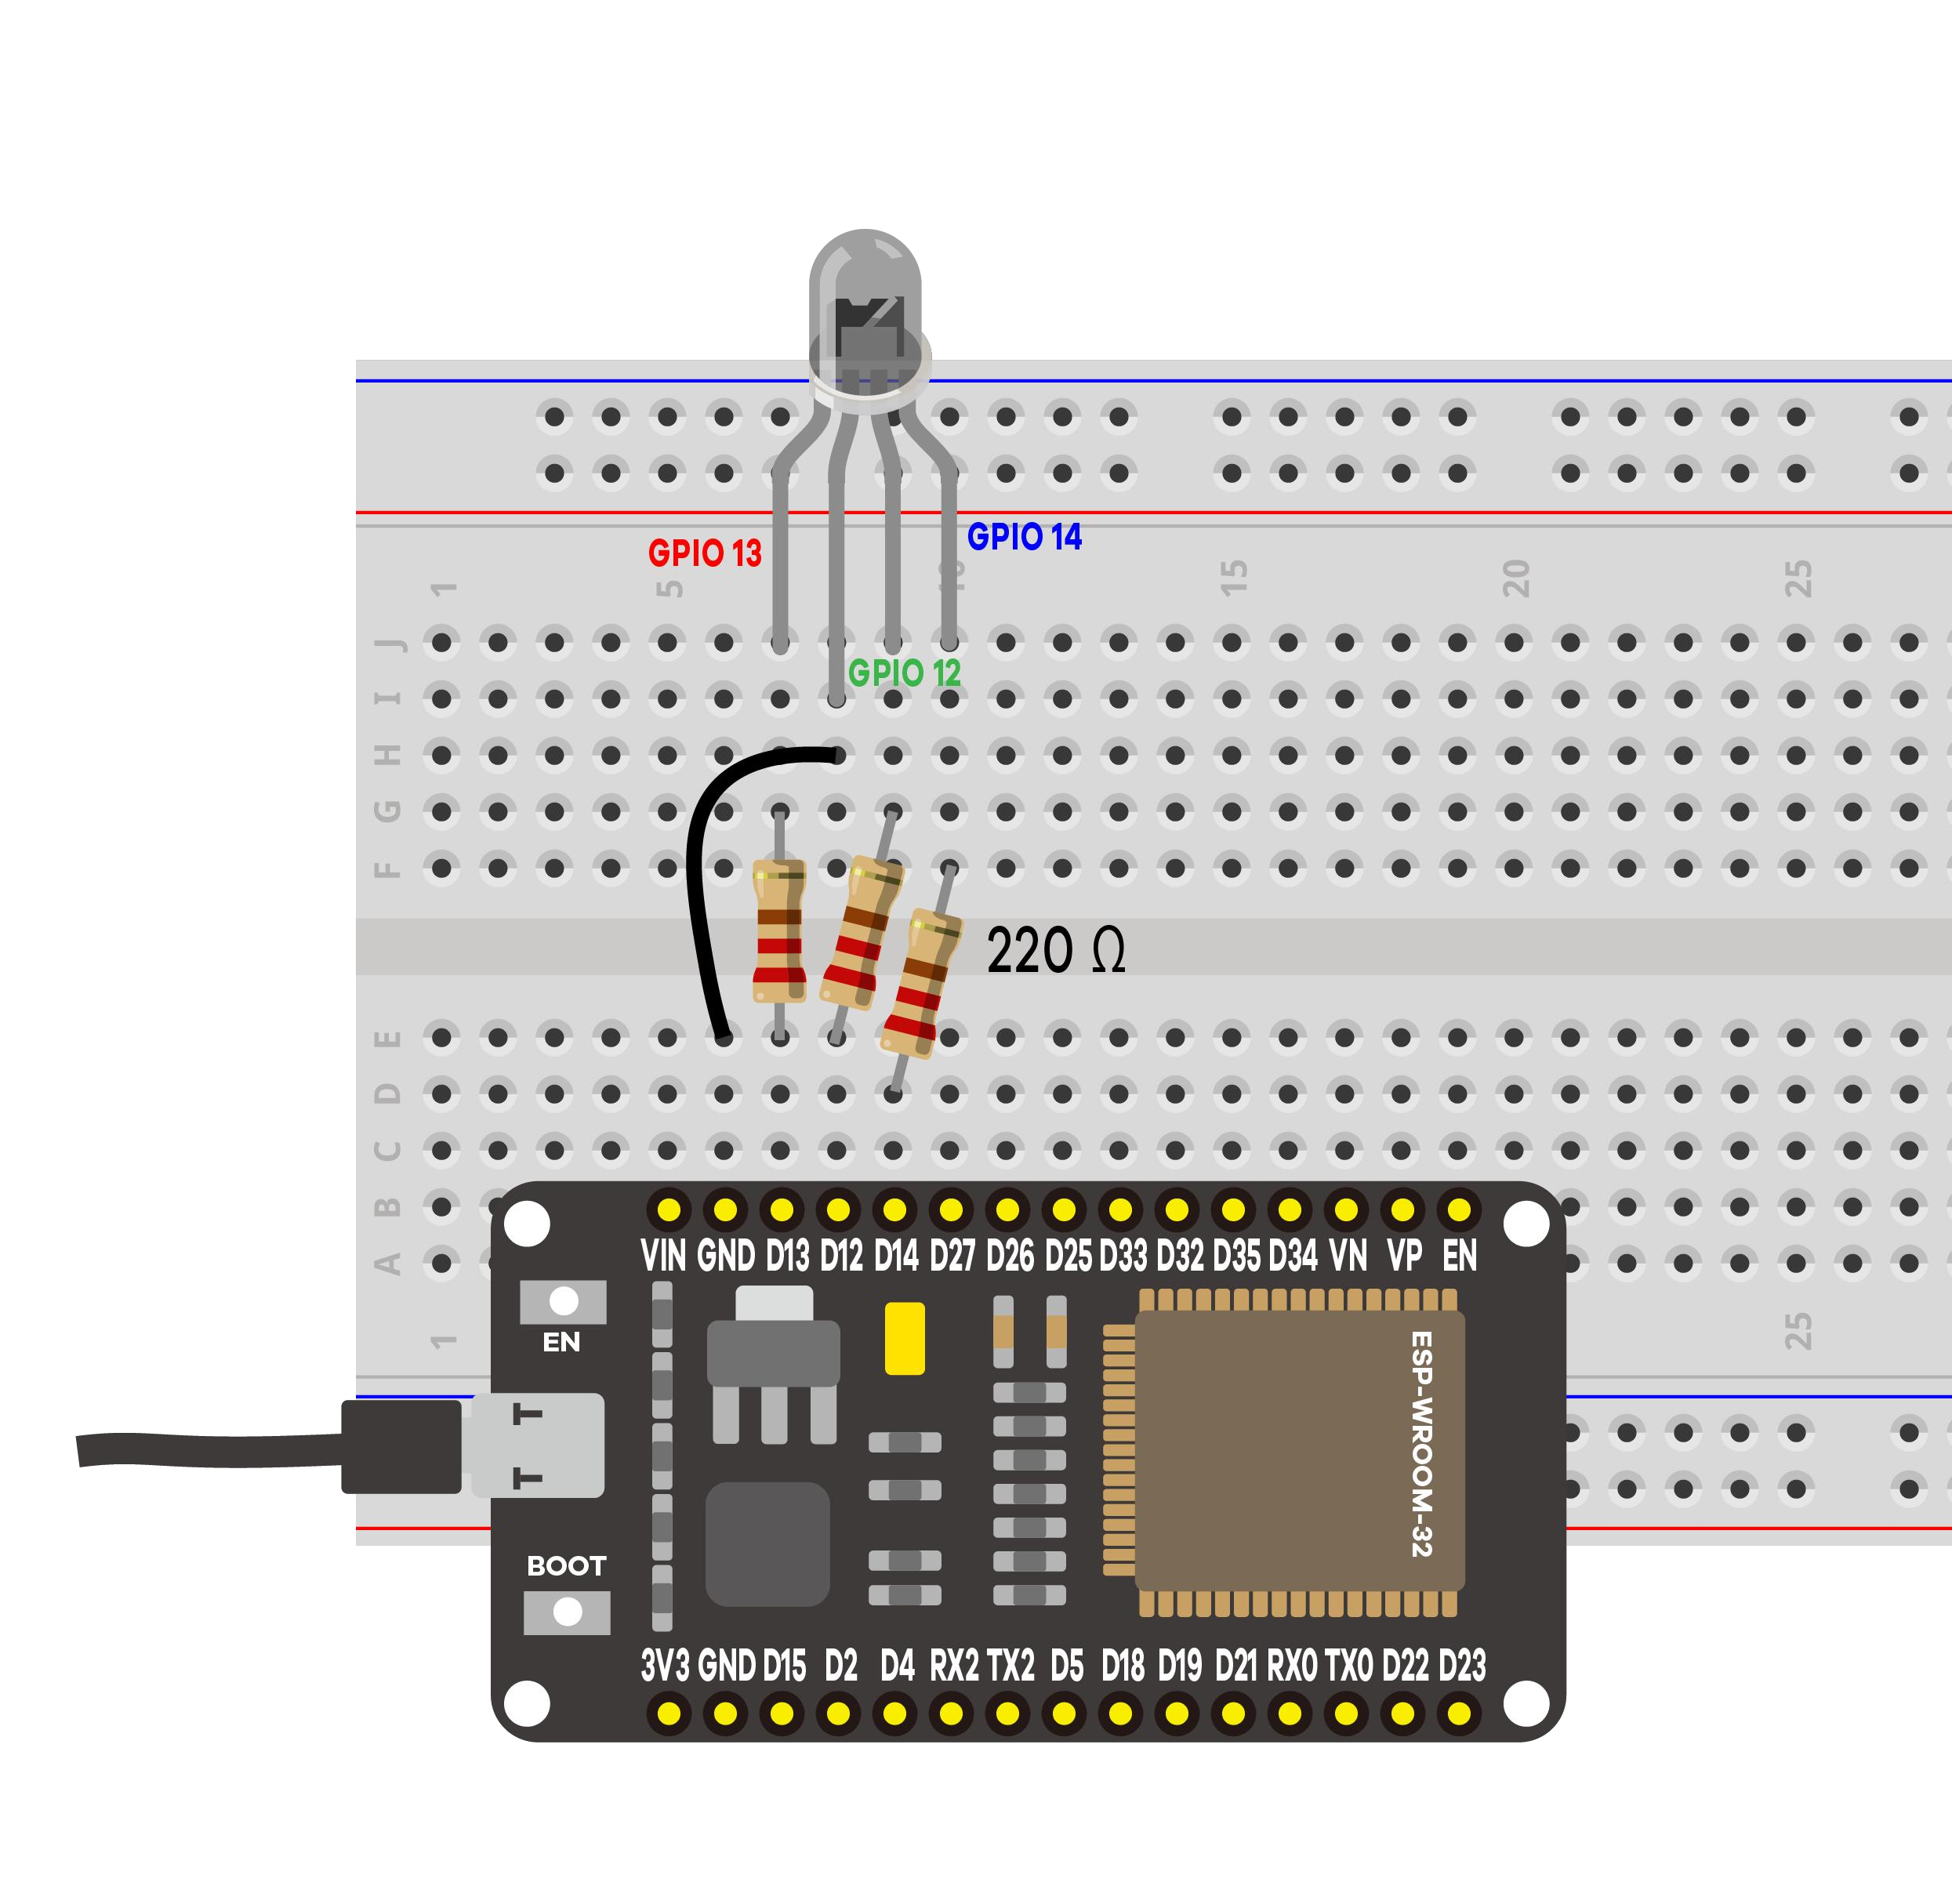 GPIO 14
GPIO 13
1 5 10 15 20 25
J
GPIO 12
I
H
G
F
220 Ω
E
D
C
B
A
VIN GND D13 D12 D14 D27 D26 D25 D33 D32 D35 D34 VN VP EN
EN
1 25
ESP-WROOM-32
BOOT
3V3 GND D15 D2 D4 RX2 TX2 D5 D18 D19 D21 RX0 TX0 D22 D23